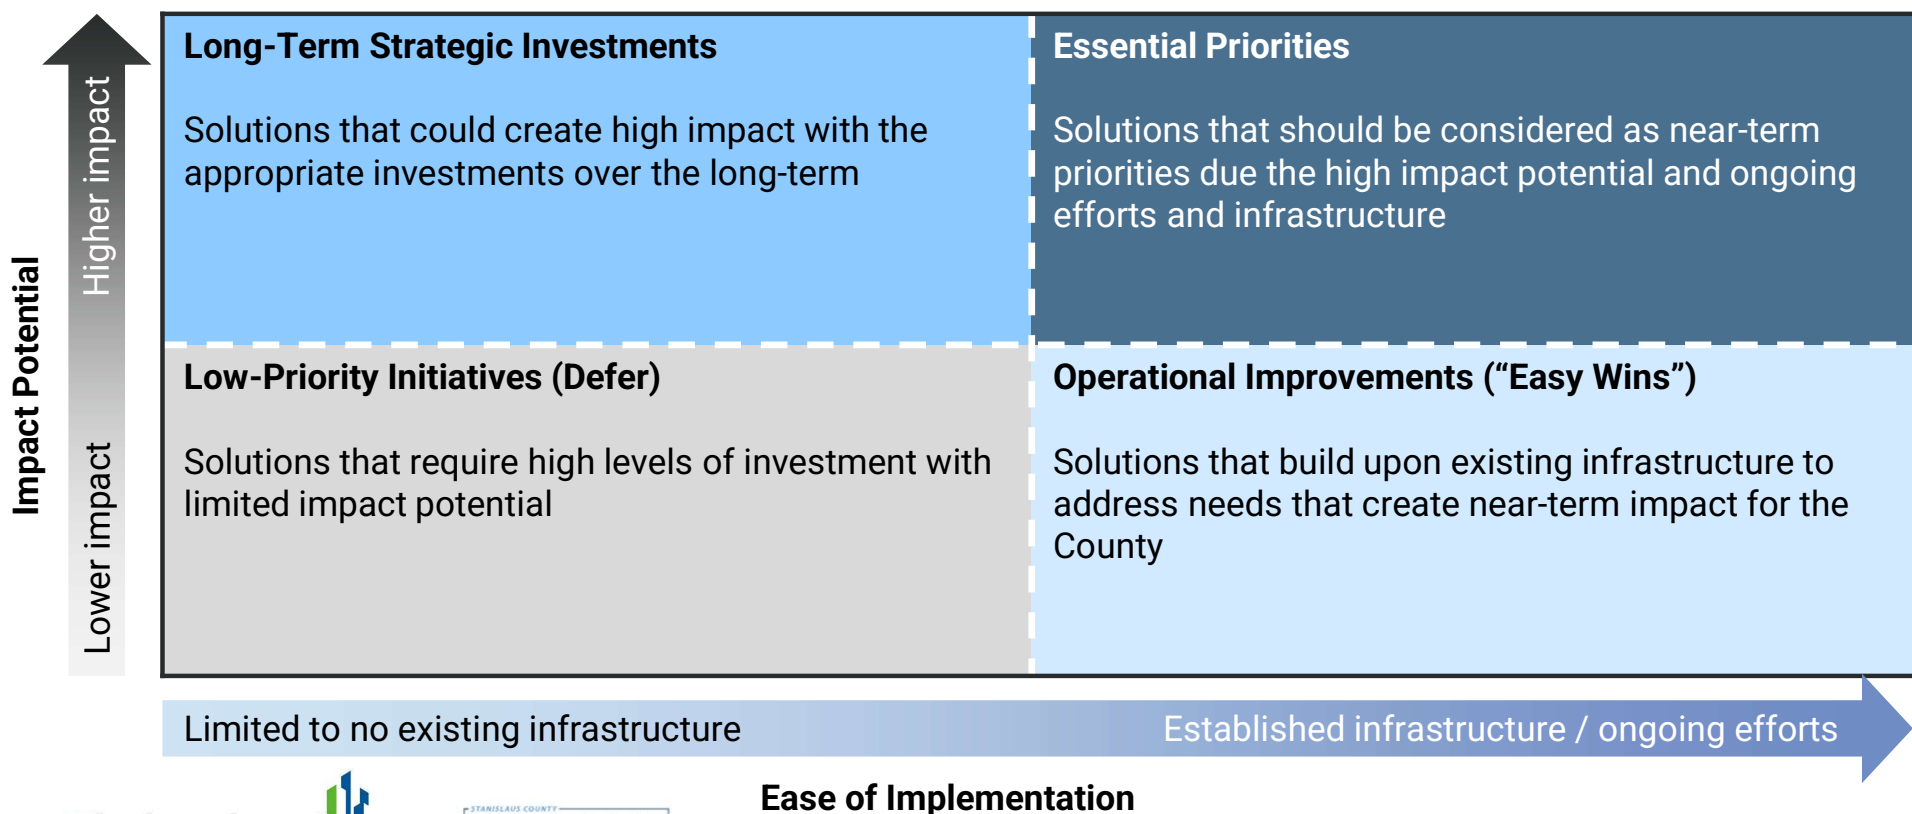 Long-Term Strategic Investments
Solutions that could create high impact with the
appropriate investments over the long-term
Essential Priorities
Solutions that should be considered as near-term
priorities due the high impact potential and ongoing
efforts and infrastructure
Low-Priority Initiatives (Defer)
Solutions that require high levels of investment with
limited impact potential
Operational Improvements (“Easy Wins”)
Solutions that build upon existing infrastructure to
address needs that create near-term impact for the
County
Impact Potential
Higher impact
Lower impact
Limited to no existing infrastructure
Established infrastructure / ongoing efforts
Ease of Implementation
STANISLAUS COUNTY